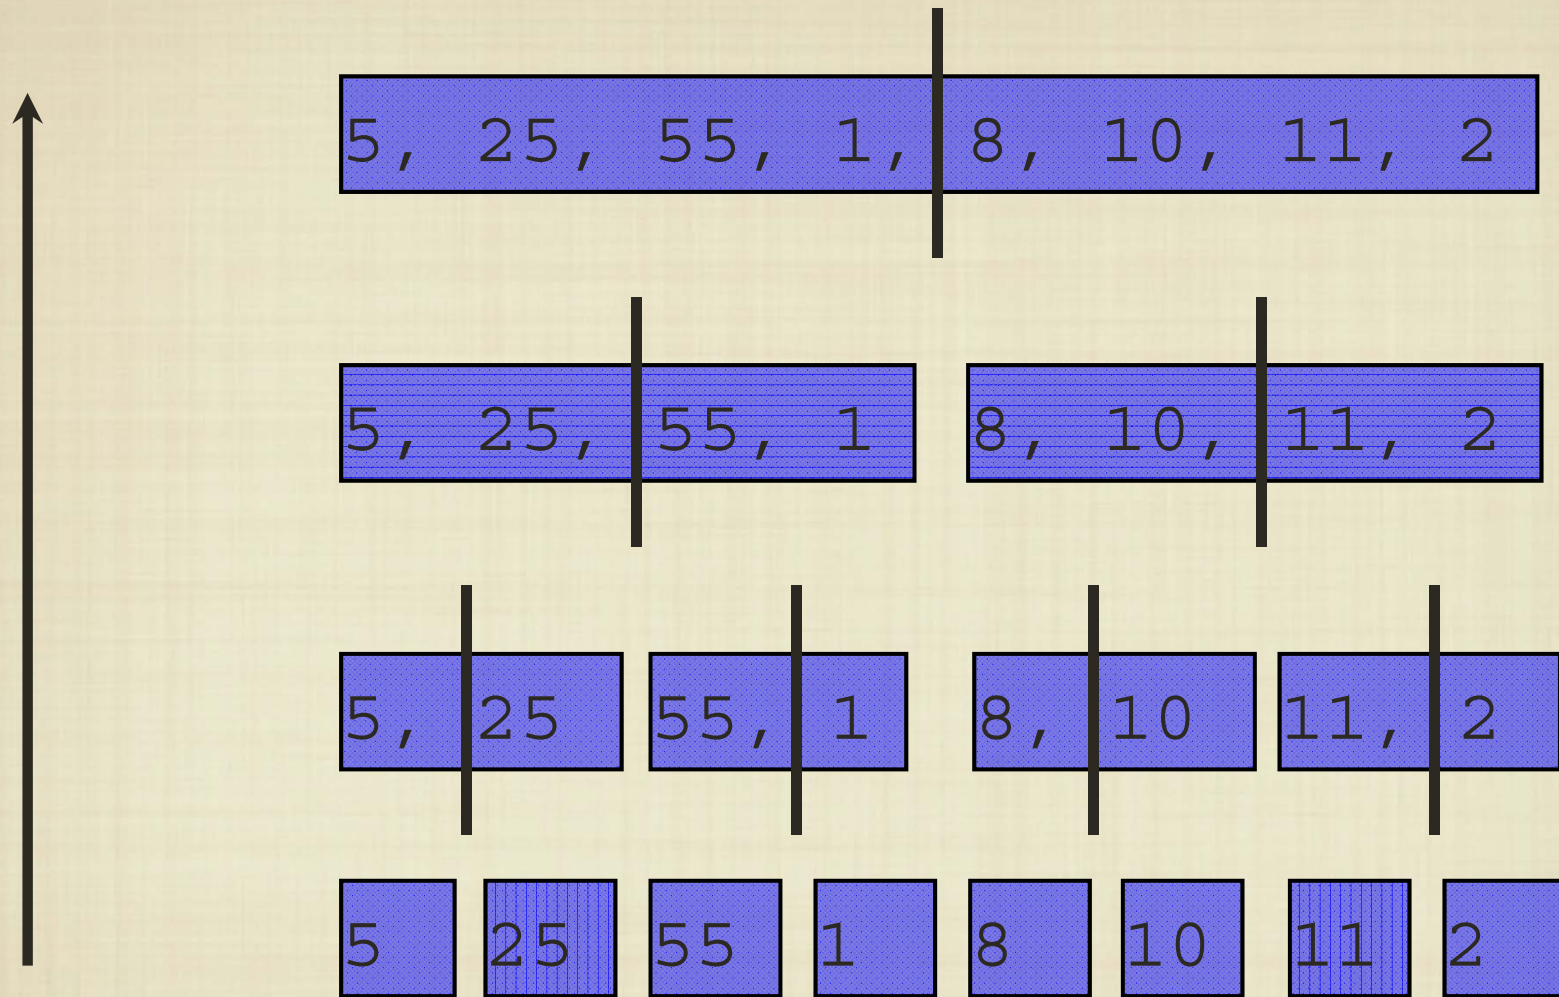 5, 25, 55, 1, 8, 10, 11, 2
5, 25, 55, 1 8, 10, 11, 2
5, 25 55, 1 8, 10 11, 2
5 25 55 1 8 10 11 2